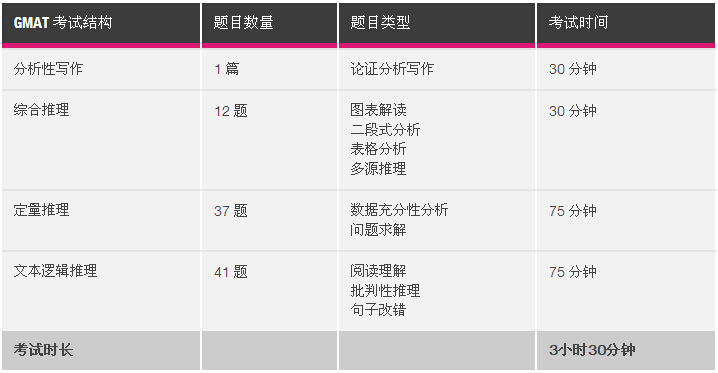 GMAT 考试结构 题目数量 题目类型 考试时间
分析性写作 1 篇 论证分析写作 30 分钟
综合推理 12 题 图表解读 30 分钟
二段式分析
表格分析
多源推理
定量推理 37 题 数据充分性分析 75 分钟
问题求解
文本逻辑推理 41 题 阅读理解 75 分钟
批判性推理
句子改错
考试时长 3小时30分钟